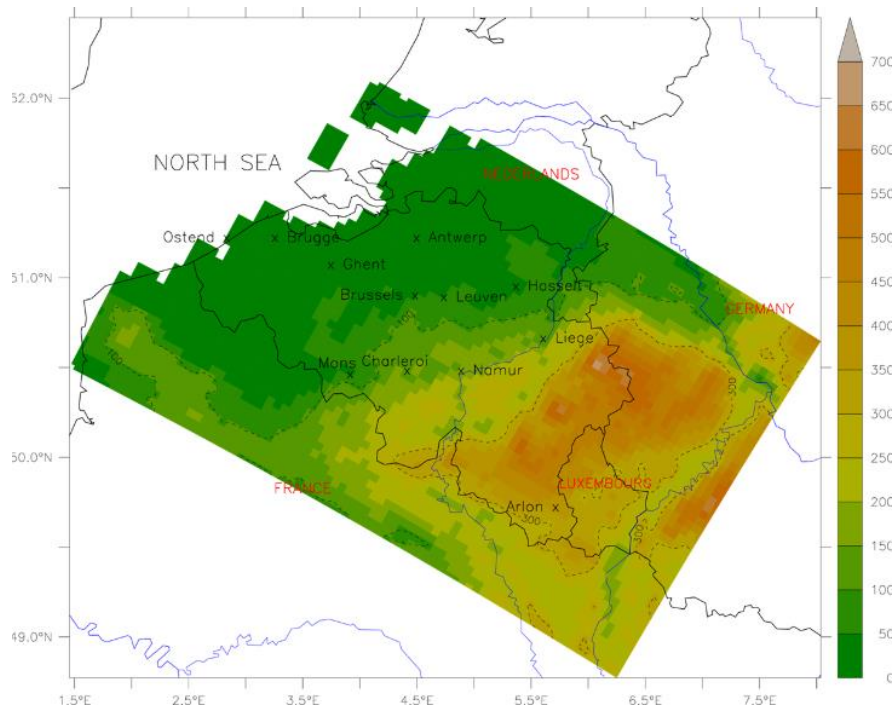 700
650
600
550
500
450
400
350
300
250
200
150
100
50
0
52.0°N
51.0°N
50.0°N
49.0°N
NORTH SEA
NEDERLANDS
Ostend x
x Brugge
x Antwerp
x Ghent
Brussels x
x Leuven
Hasselt
x
GERMANY
100
100
Liege
x
Mons
x
Charleroi
x
x Namur
300
FRANCE
LUXEMBOURG
Arlon x
300
300
1.5°E
2.5°E
3.5°E
4.5°E
5.5°E
6.5°E
7.5°E